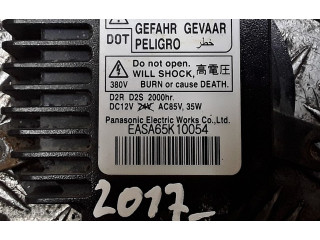 GEFAHR GEVAAR
DOT PELIGRO خطر
Do not open.
WILL SHOCK, 高電圧
380V BURN or cause DEATH.
D2R D2S 2000hr.
DC12V 24V AC85V, 35W
Panasonic Electric Works Co.,Ltd.
EASA65K10054
2017-